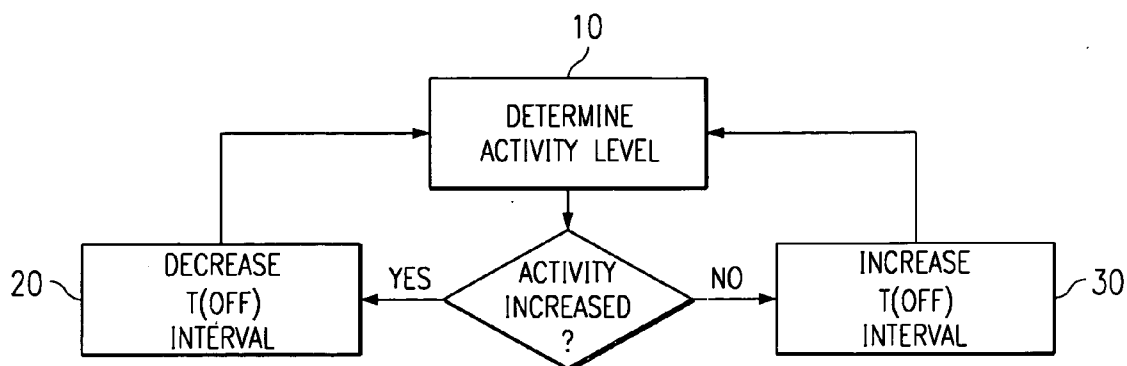 10
DETERMINE
ACTIVITY LEVEL
20
DECREASE
T(OFF)
INTERVAL
YES
ACTIVITY
INCREASED
?
NO
INCREASE
T(OFF)
INTERVAL
30